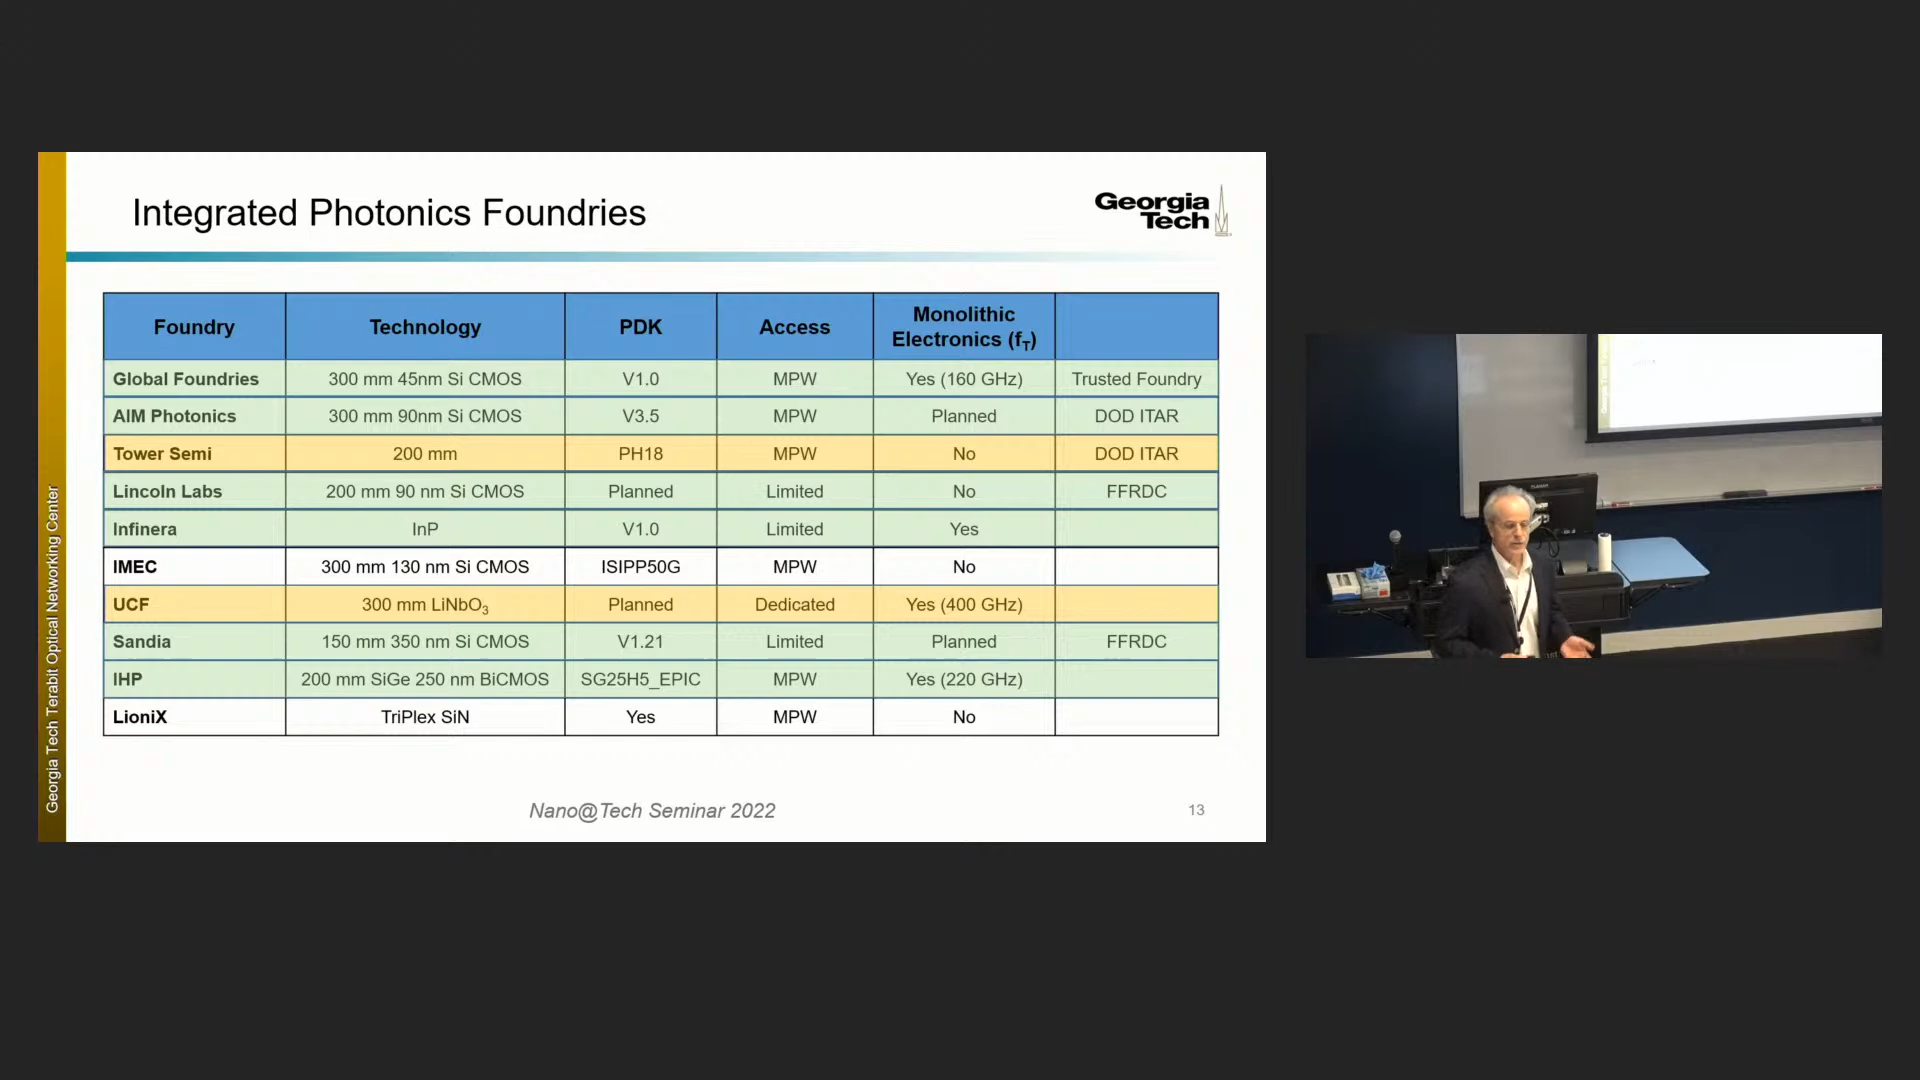 Integrated Photonics Foundries
Georgia
Tech
Foundry Technology PDK Access Monolithic Electronics (fT)
Global Foundries 300 mm 45nm Si CMOS V1.0 MPW Yes (160 GHz) Trusted Foundry
AIM Photonics 300 mm 90nm Si CMOS V3.5 MPW Planned DOD ITAR
Tower Semi 200 mm PH18 MPW No DOD ITAR
Lincoln Labs 200 mm 90 nm Si CMOS Planned Limited No FFRDC
Infinera InP V1.0 Limited Yes
IMEC 300 mm 130 nm Si CMOS ISIPP50G MPW No
UCF 300 mm LiNbO3 Planned Dedicated Yes (400 GHz)
Sandia 150 mm 350 nm Si CMOS V1.21 Limited Planned FFRDC
IHP 200 mm SiGe 250 nm BiCMOS SG25H5_EPIC MPW Yes (220 GHz)
LioniX TriPlex SiN Yes MPW No
Georgia Tech Terabit Optical Networking Center
Nano@Tech Seminar 2022
13